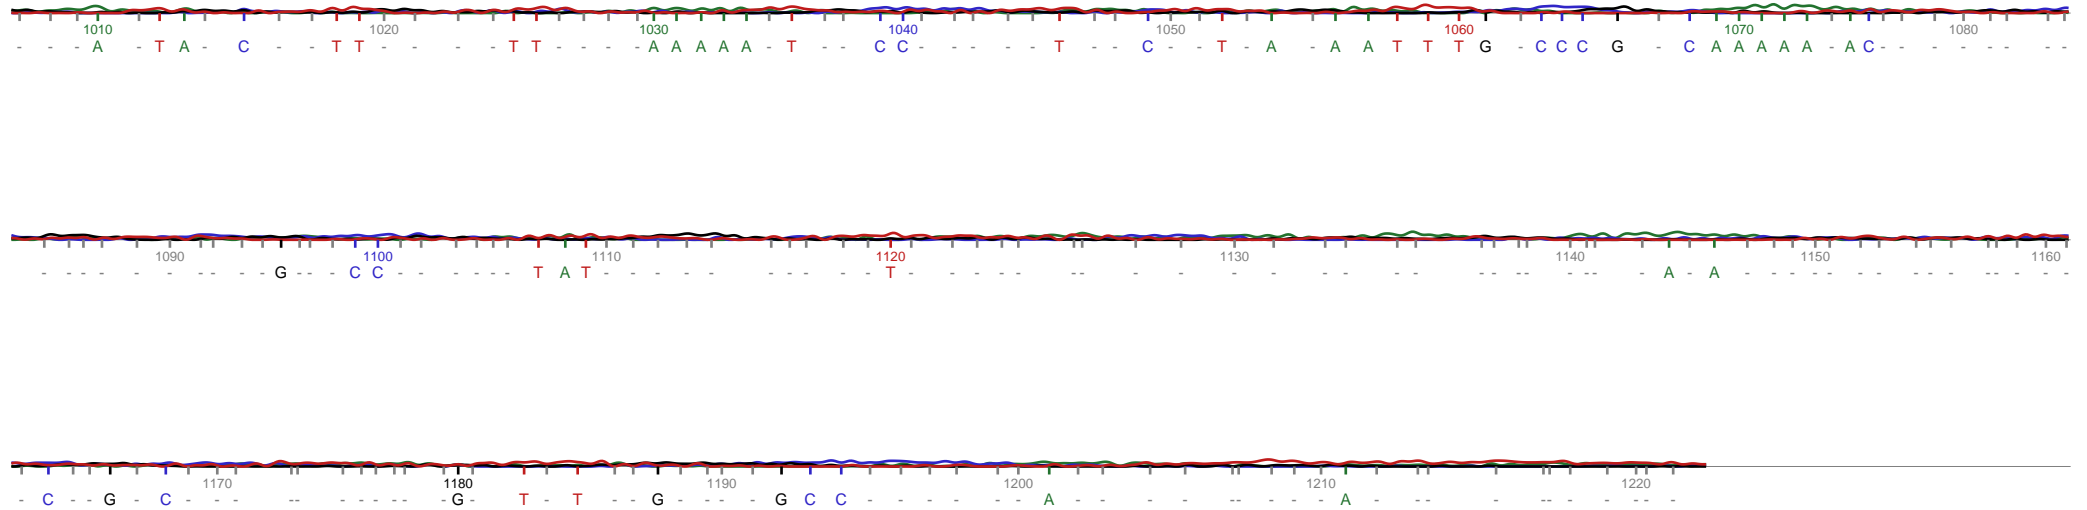 1010 1020 1030 1040 1050 1060 1070 1080
- - - A - T A - C - - T T - - - - - T T - - - - A A A A A - T - - C C - - - - - T - - C - - T - A - - A A T T T G - C C C G - - C A A A A A - A C - - - - - - - -
1090 1100 1110 1120 1130 1140 1150 1160
- - - - - - - - - - - G - - - C C - - - - - - T A T - - - - - - - - - - - T - - - - - - - - - - - - - - - - - - - - - - - - - - A - A - - - - - - - - - - - - - - - - -
1170 1180 1190 1200 1210 1220
- C - - G - C - - - - - - - - - - - G - T - T - - G - - - - G C C - - - - - - A - - - - - - - - - A - - - - - - - - - - -